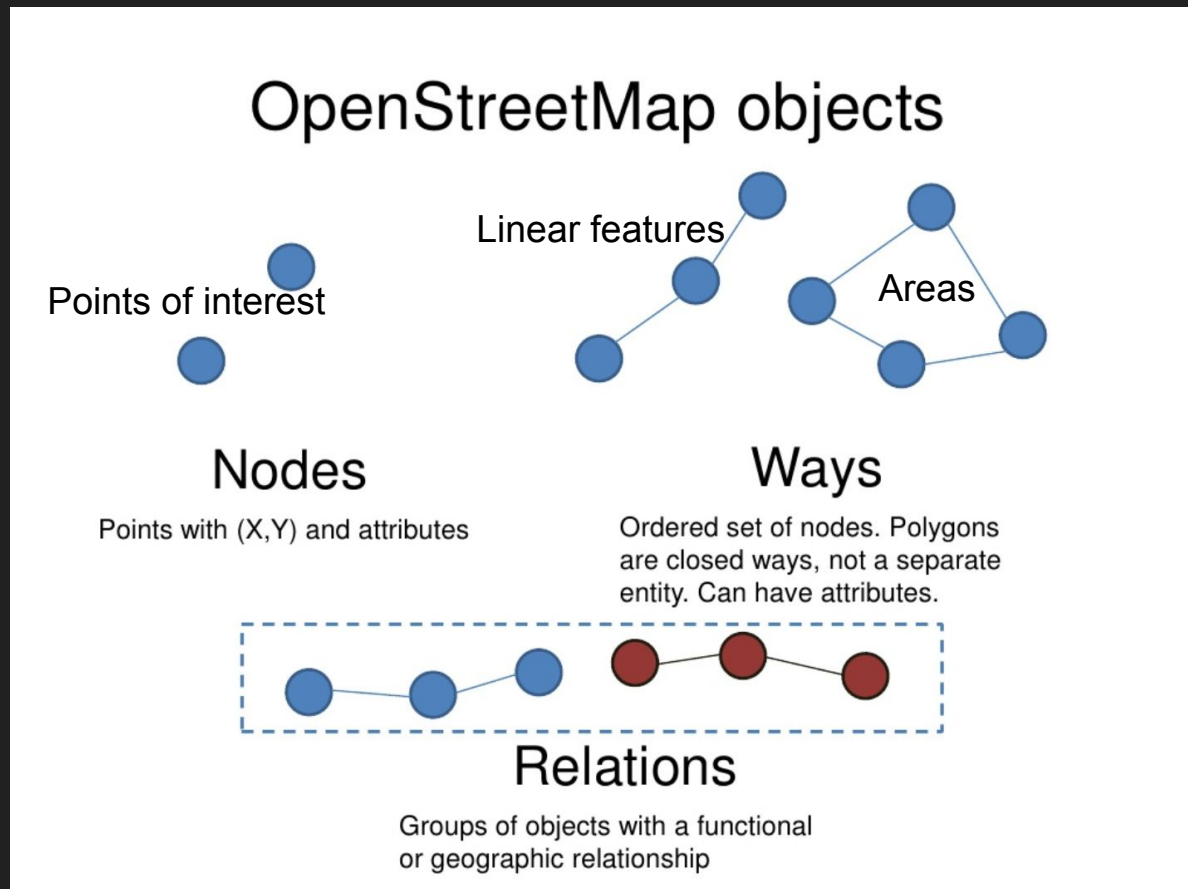 OpenStreetMap objects
Points of interest
Linear features
Areas
Nodes
Points with (X,Y) and attributes
Ways
Ordered set of nodes. Polygons
are closed ways, not a separate
entity. Can have attributes.
Relations
Groups of objects with a functional
or geographic relationship